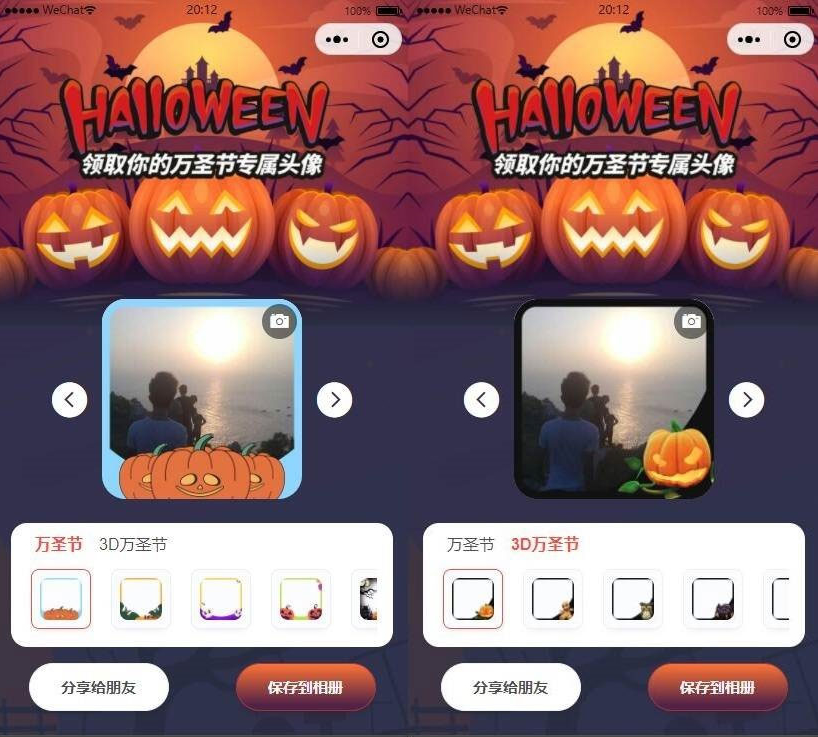 ●●●●● WeChat 20:12 100%
HALLOWEEN
领取你的万圣节专属头像
万圣节 3D万圣节
分享给朋友 保存到相册
●●●●● WeChat 20:12 100%
HALLOWEEN
领取你的万圣节专属头像
万圣节 3D万圣节
分享给朋友 保存到相册